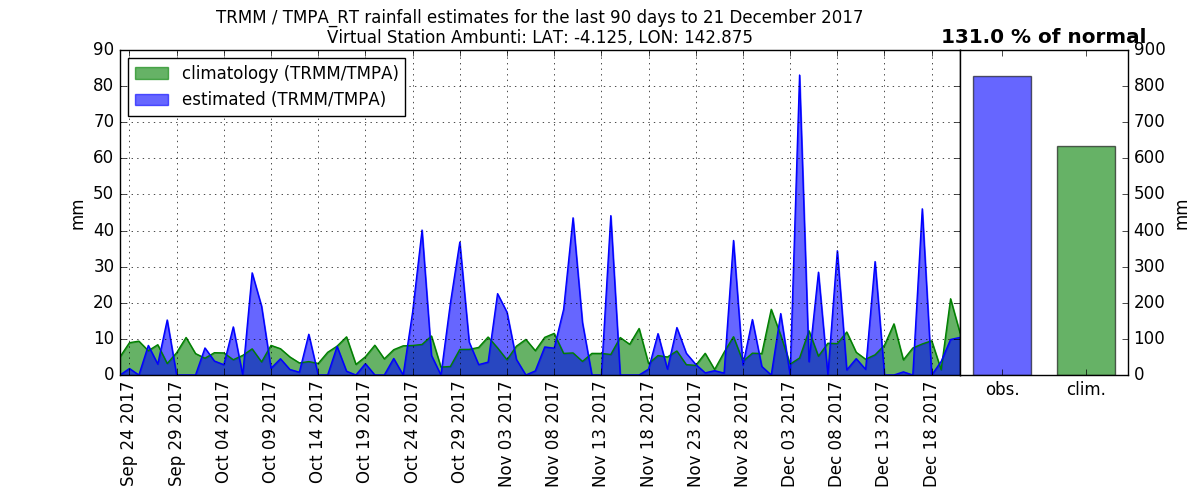 TRMM / TMPA_RT rainfall estimates for the last 90 days to 21 December 2017
Virtual Station Ambunti: LAT: -4.125, LON: 142.875
131.0 % of normal
climatology (TRMM/TMPA)
estimated (TRMM/TMPA)
mm
90
80
70
60
50
40
30
20
10
0
Sep 24 2017
Sep 29 2017
Oct 04 2017
Oct 09 2017
Oct 14 2017
Oct 19 2017
Oct 24 2017
Oct 29 2017
Nov 03 2017
Nov 08 2017
Nov 13 2017
Nov 18 2017
Nov 23 2017
Nov 28 2017
Dec 03 2017
Dec 08 2017
Dec 13 2017
Dec 18 2017
obs.
clim.
900
800
700
600
500
400
300
200
100
0
mm